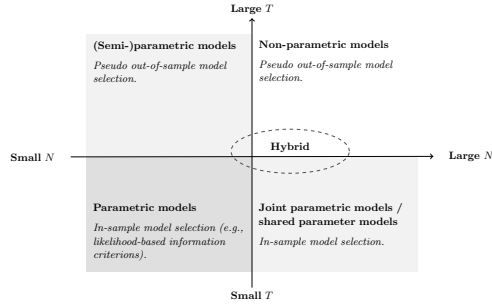 Large T
(Semi-)parametric models
Pseudo out-of-sample model
selection.
Non-parametric models
Pseudo out-of-sample model
selection.
Hybrid
Small N
Large N
Parametric models
In-sample model selection (e.g.,
likelihood-based information
criterions).
Joint parametric models /
shared parameter models
In-sample model selection.
Small T